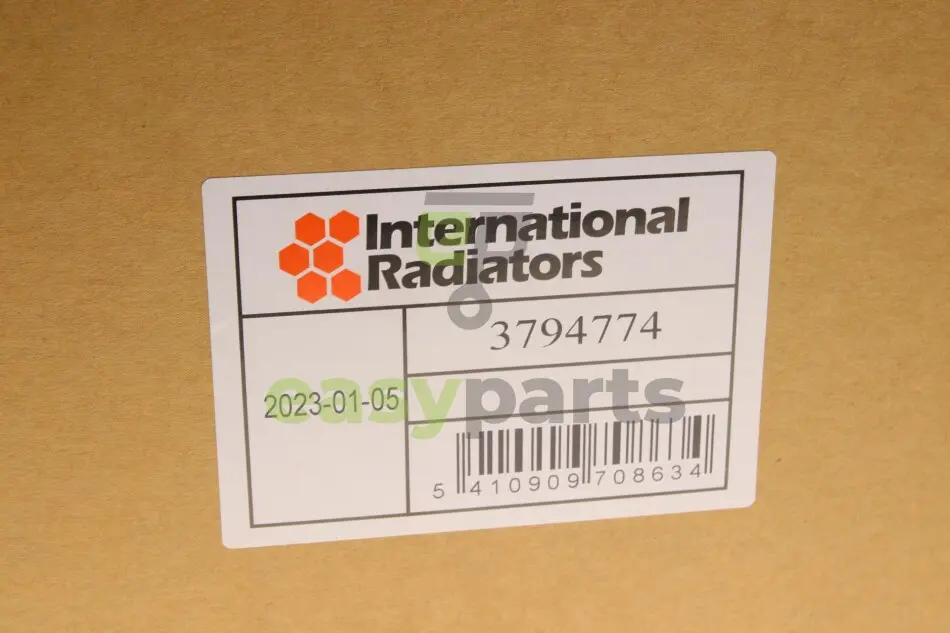 International
Radiators
3794774
2023-01-05
easyparts
5 410909 708634